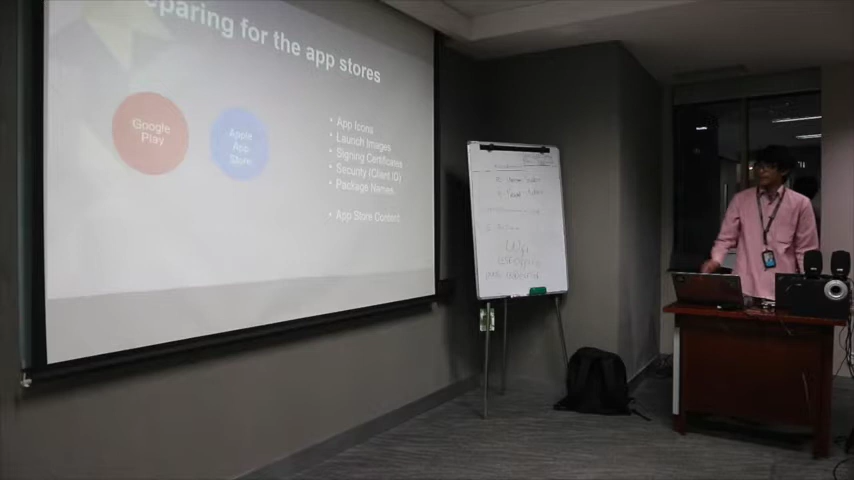 eparing for the app stores
Google
Play
Apple
App
Store
• App Icons
• Launch Images
• Signing Certificates
• Security (Client ID)
• Package Names
• App Store Content
Wifi